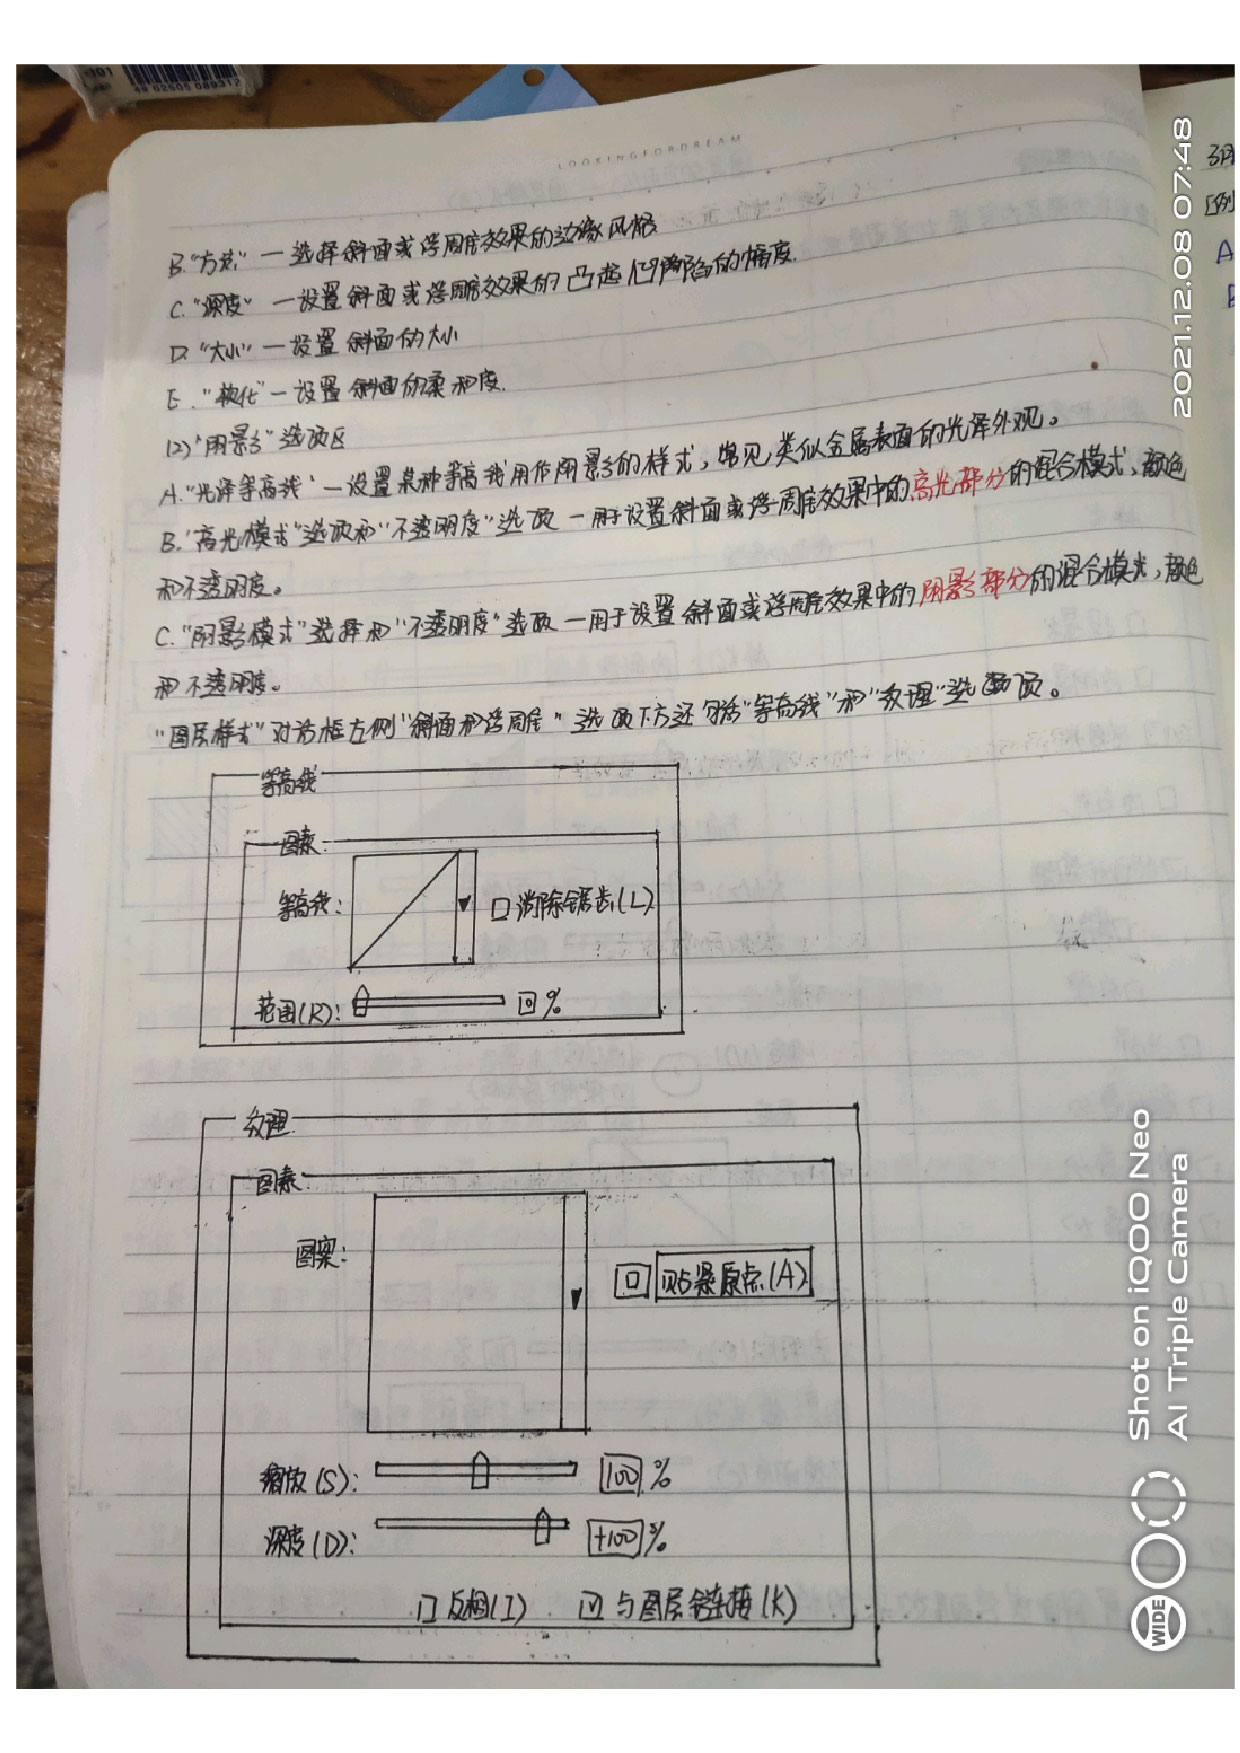 LOOKINGFORDREAM
B."方式" 一 选择斜面或浮雕效果的边缘风格
C."深度" 一设置斜面或浮雕效果的凸起凹陷的幅度.
D "大小" 一 设置 斜面的大小
E. "软化" 一 设置 斜面的柔和度.
(2)"阴影" 选项区
A."光泽等高线" 一设置某种等高线用作阴影的样式,常见,类似金属表面的光泽外观。
B."高光模式"选项和"不透明度"选项 一用于设置斜面或浮雕效果中的高光部分的混合模式、颜色
和不透明度。
C."阴影模式"选择和"不透明度"选项 一用于设置 斜面或浮雕效果中的阴影部分的混合模式,颜色
和 不透明度。
"图层样式"对话框左侧"斜面和浮雕" 选项下方还包括"等高线"和"纹理"选项。
等高线
图素:
等高线:
消除锯齿(L)
范围(R):
%
纹理
图素:
图案:
贴紧原点(A)
缩放(S):
100 %
深度(D):
+100 %
反相(I)
与图层链接(K)
2021.12.08 07:48
Shot on iQOO Neo
AI Triple Camera
WIDE